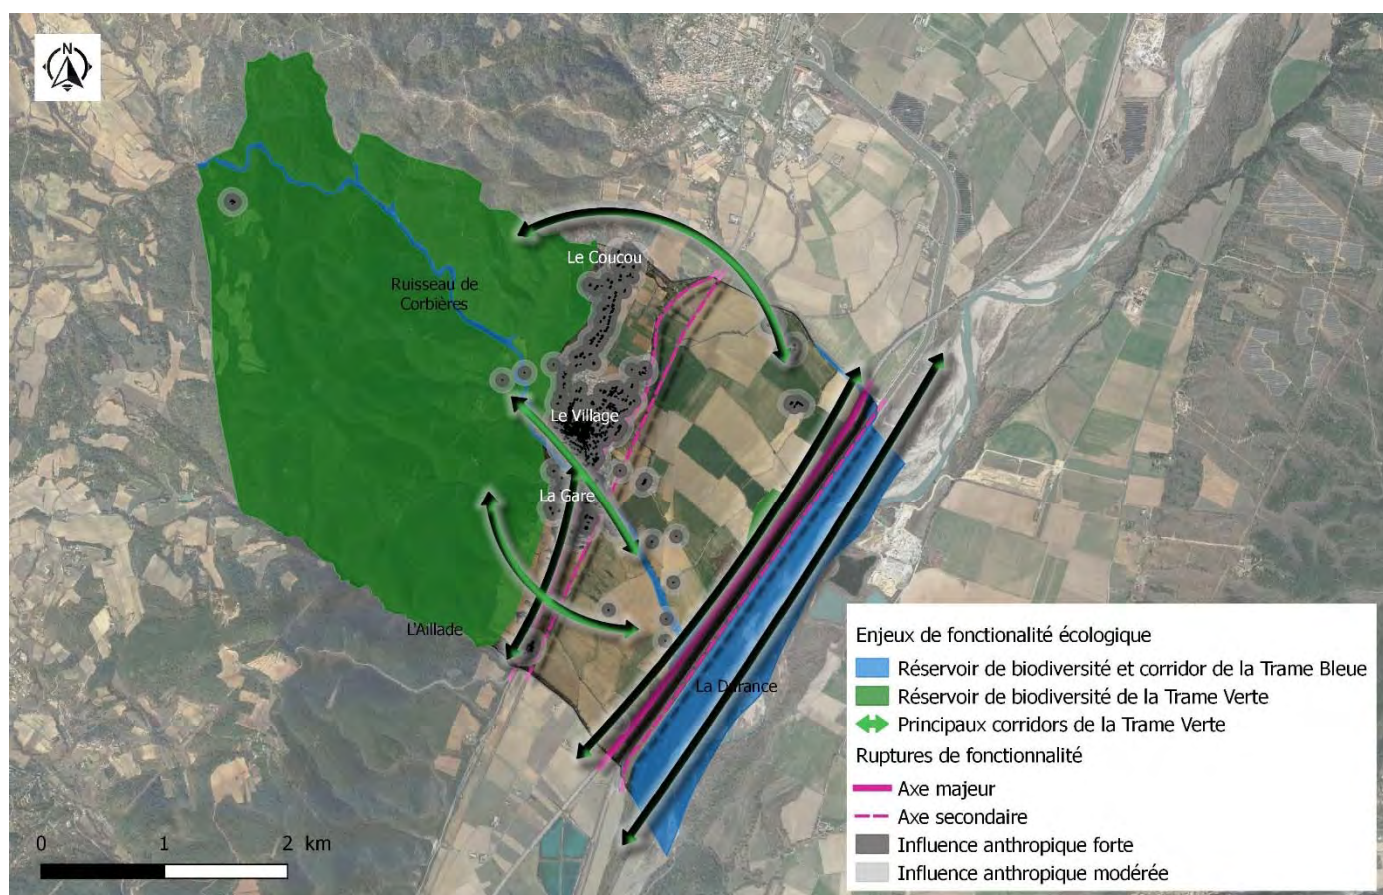 N
Le Coucou
Ruisseau de
Corbières
Le Village
La Gare
L'Aillade
La Durance
0 1 2 km
Enjeux de fonctionalité écologique
Réservoir de biodiversité et corridor de la Trame Bleue
Réservoir de biodiversité de la Trame Verte
Principaux corridors de la Trame Verte
Ruptures de fonctionnalité
Axe majeur
Axe secondaire
Influence anthropique forte
Influence anthropique modérée